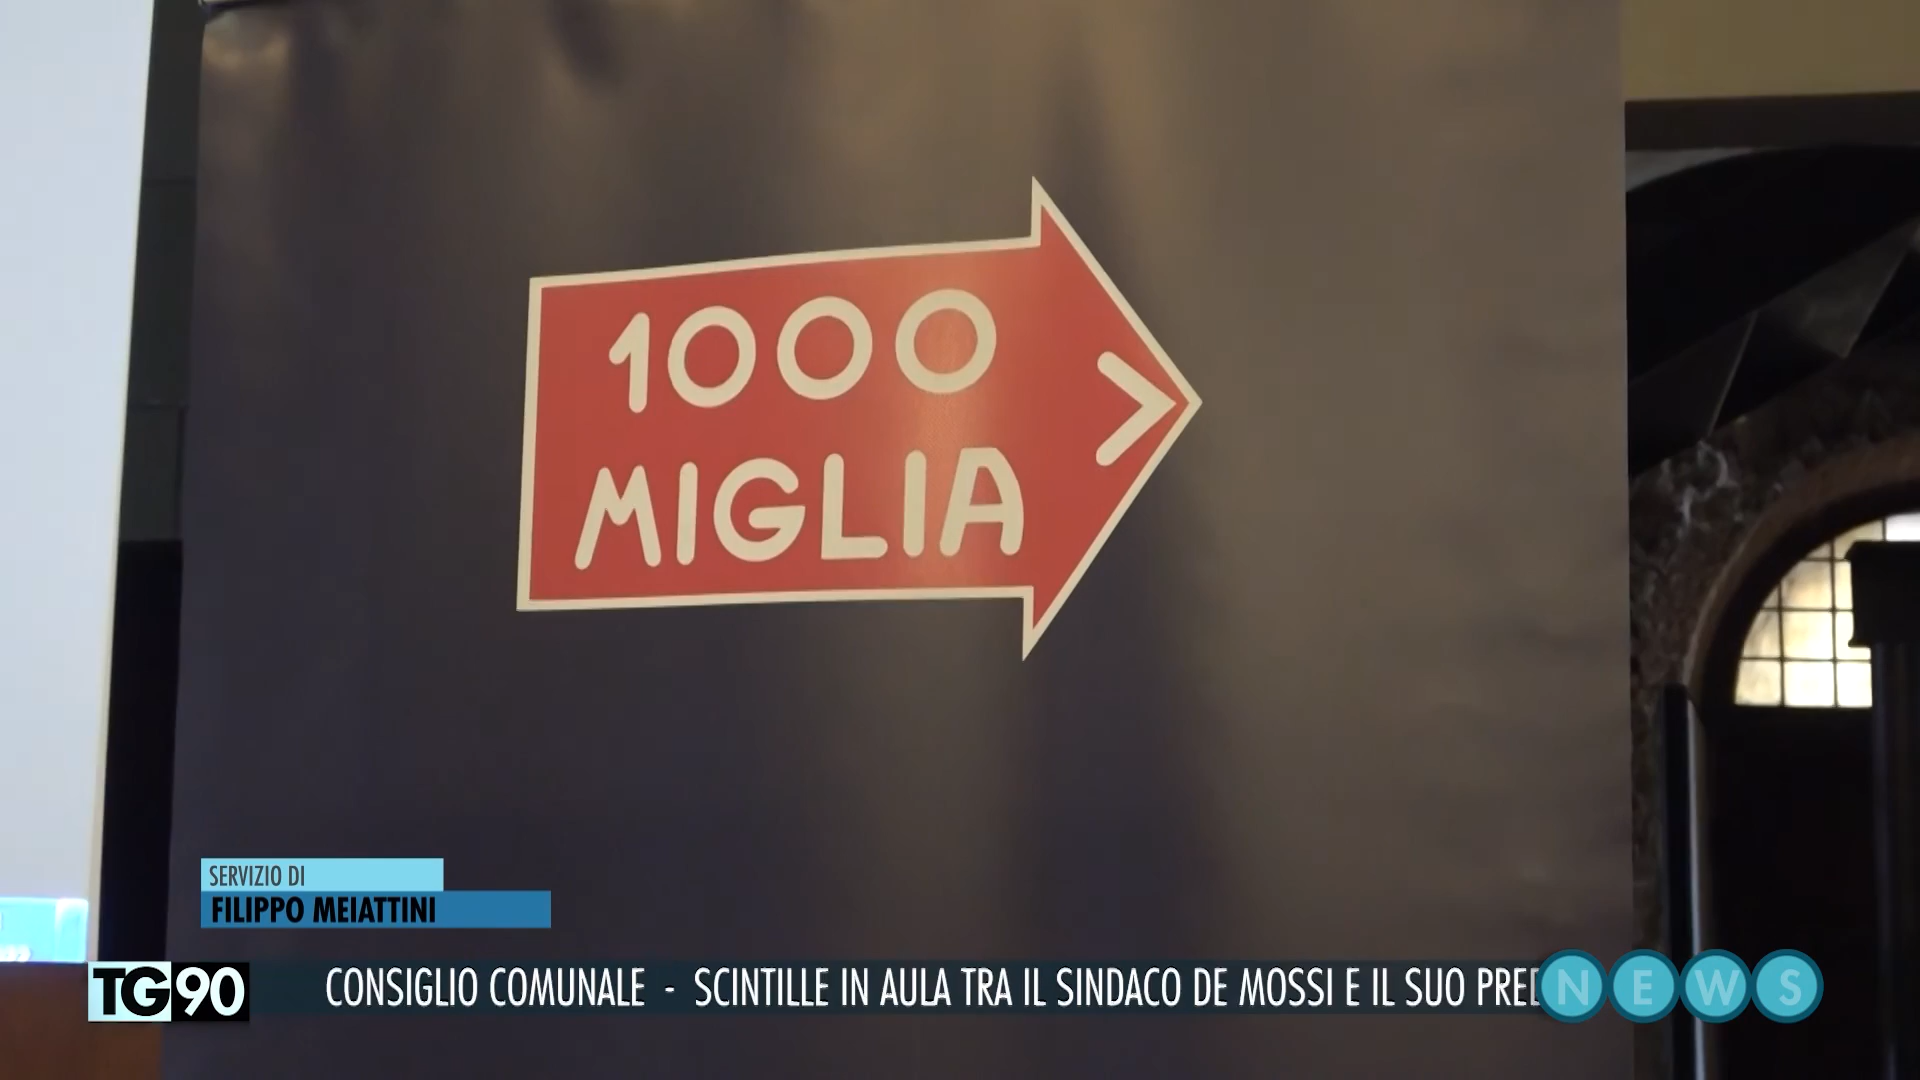 1000
MIGLIA
SERVIZIO DI
FILIPPO MEIATTINI
TG90
CONSIGLIO COMUNALE - SCINTILLE IN AULA TRA IL SINDACO DE MOSSI E IL SUO PRED
NEWS